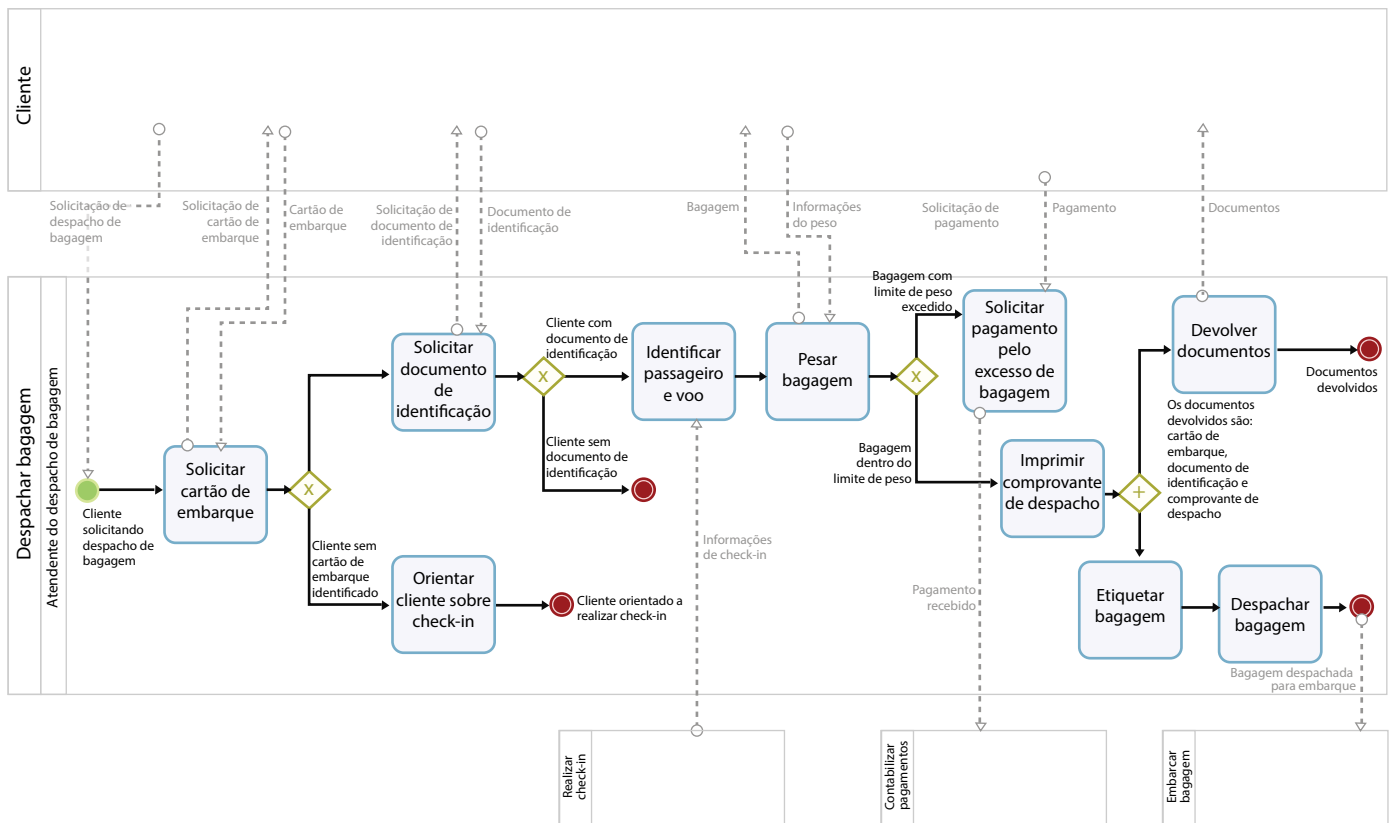 Cliente
Solicitação de
despacho de
bagagem
Solicitação de
cartão de
embarque
Cartão de
embarque
Solicitação de
documento de
identificação
Documento de
identificação
Bagagem
Informações
do peso
Solicitação de
pagamento
Pagamento
Documentos
Despachar bagagem
Atendente do despacho de bagagem
Cliente
solicitando
despacho de
bagagem
Solicitar
cartão de
embarque
X
Cliente sem
cartão de
embarque
identificado
Orientar
cliente sobre
check-in
Cliente orientado a
realizar check-in
Solicitar
documento
de
identificação
X
Cliente com
documento de
identificação
Cliente sem
documento de
identificação
Identificar
passageiro
e voo
Informações
de check-in
Pesar
bagagem
X
Bagagem com
limite de peso
excedido
Bagagem
dentro do
limite de peso
Solicitar
pagamento
pelo
excesso de
bagagem
Pagamento
recebido
Imprimir
comprovante
de despacho
+
Devolver
documentos
Documentos
devolvidos
Os documentos
devolvidos são:
cartão de
embarque,
documento de
identificação e
comprovante de
despacho
Etiquetar
bagagem
Despachar
bagagem
Bagagem despachada
para embarque
Realizar
check-in
Contabilizar
pagamentos
Embarcar
bagagem